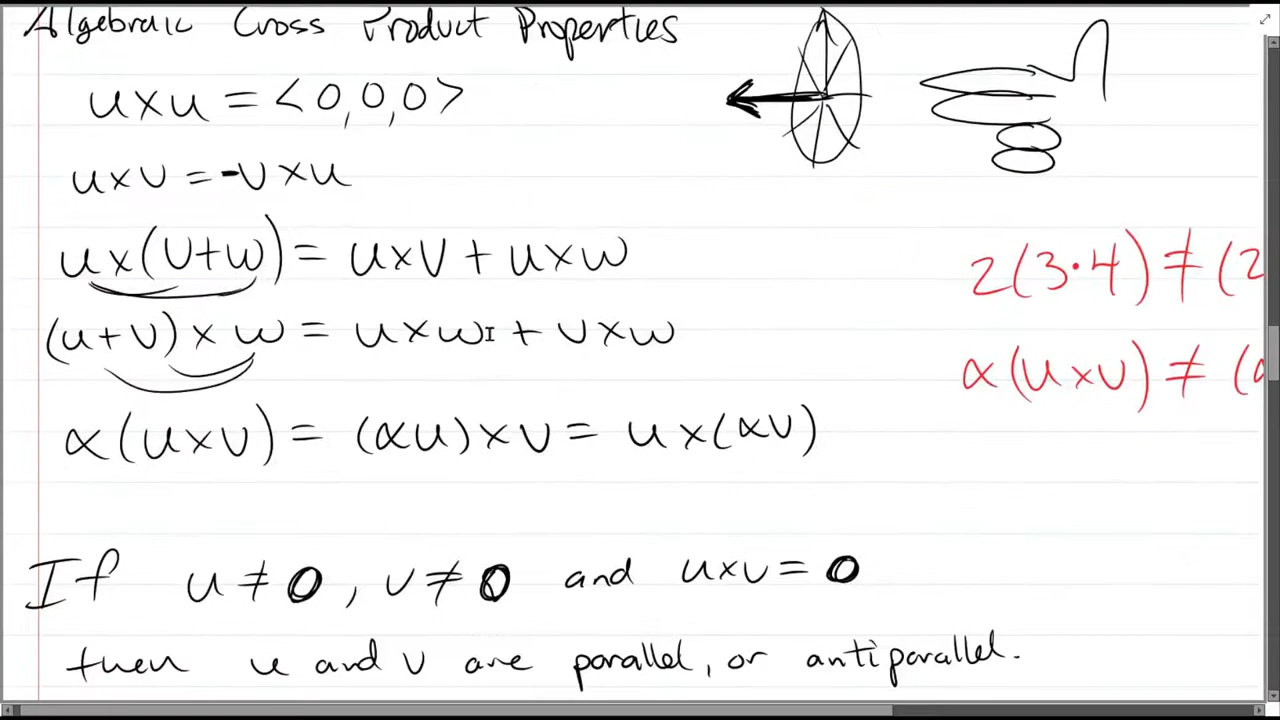 Algebraic Cross Product Properties
u×u = <0,0,0>
u×v = -v×u
u×(v+w) = u×v + u×w
(u+v)×w = u×w + v×w
2(3·4) ≠ (2
α(u×v) ≠ (α
α(u×v) = (αu)×v = u×(αv)
If u ≠ 0, v ≠ 0 and u×v = 0
then u and v are parallel, or antiparallel.